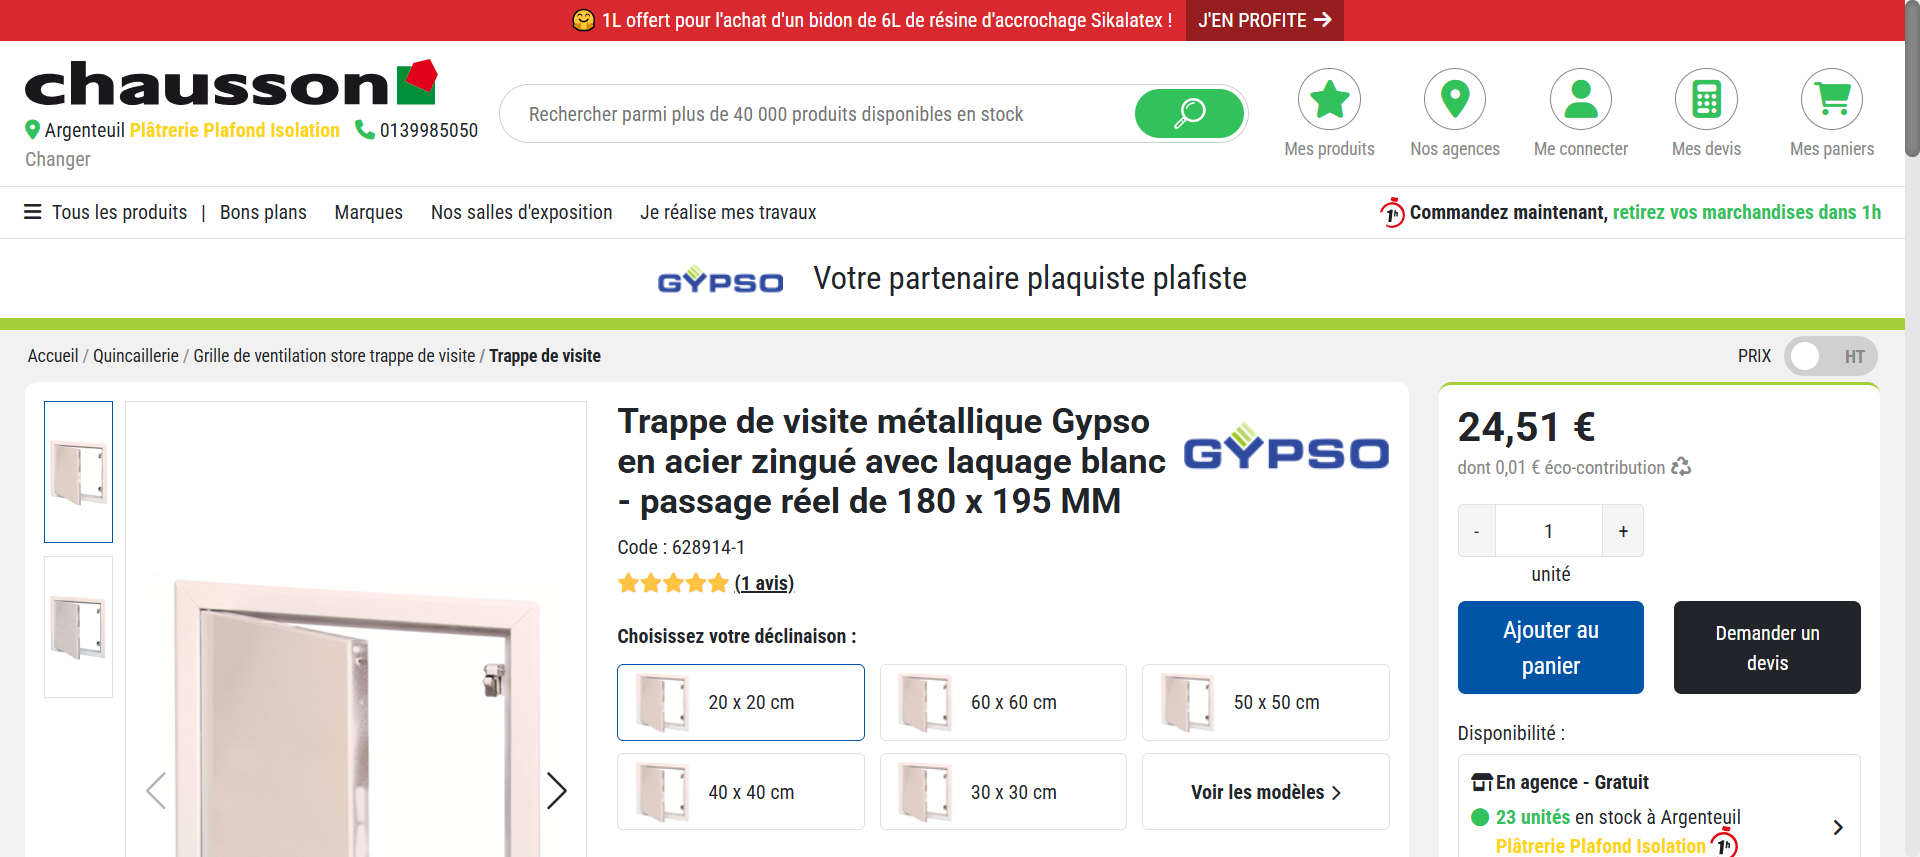 1L offert pour l'achat d'un bidon de 6L de résine d'accrochage Sikalatex !
J'EN PROFITE
chausson
Argenteuil Plâtrerie Plafond Isolation 0139985050
Changer
Rechercher parmi plus de 40 000 produits disponibles en stock
Mes produits
Nos agences
Me connecter
Mes devis
Mes paniers
Tous les produits | Bons plans Marques Nos salles d'exposition Je réalise mes travaux
1h Commandez maintenant, retirez vos marchandises dans 1h
GYPSO Votre partenaire plaquiste plafiste
Accueil / Quincaillerie / Grille de ventilation store trappe de visite / Trappe de visite
PRIX HT
Trappe de visite métallique Gypso
en acier zingué avec laquage blanc
- passage réel de 180 x 195 MM
GYPSO
Code : 628914-1
(1 avis)
Choisissez votre déclinaison :
20 x 20 cm
60 x 60 cm
50 x 50 cm
40 x 40 cm
30 x 30 cm
Voir les modèles
24,51 €
dont 0,01 € éco-contribution
- 1 +
unité
Ajouter au
panier
Demander un
devis
Disponibilité :
En agence - Gratuit
23 unités en stock à Argenteuil
Plâtrerie Plafond Isolation 1h